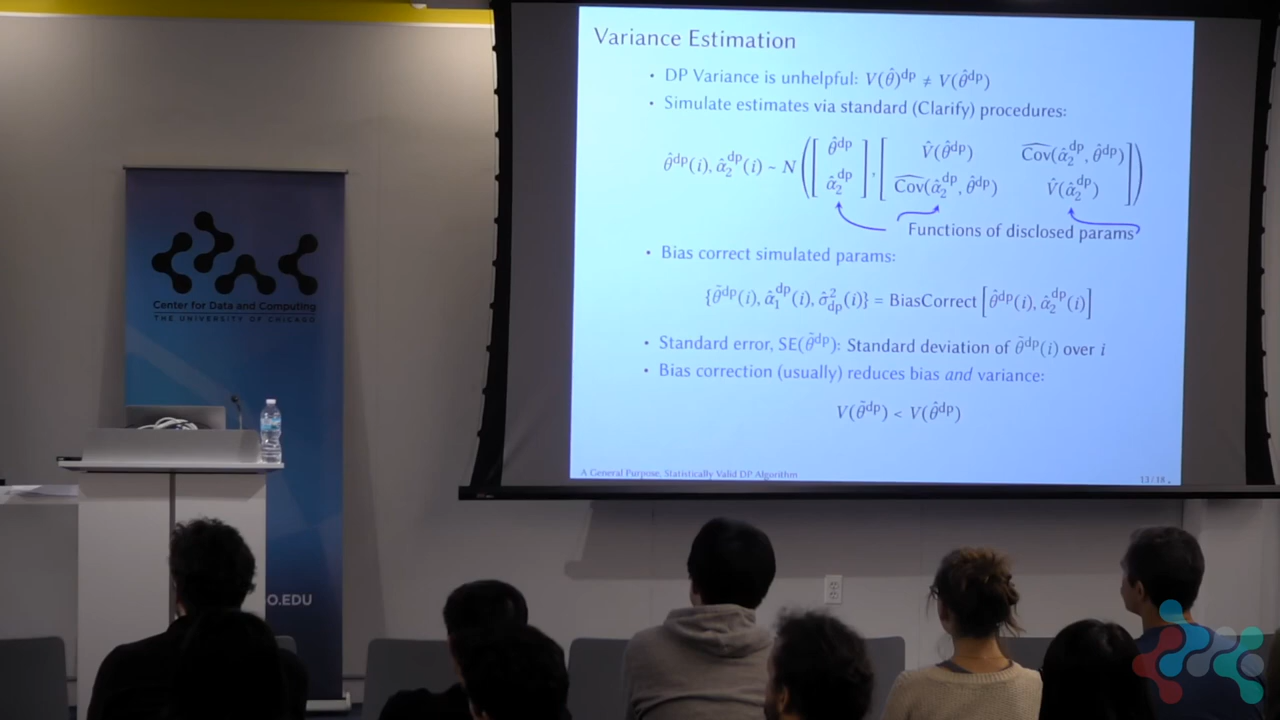 Variance Estimation
• DP Variance is unhelpful: V(θ̂)^dp ≠ V(θ̂^dp)
• Simulate estimates via standard (Clarify) procedures:
θ̂^dp(i), α̂₂^dp(i) ~ N([θ̂^dp α̂₂^dp], [V̂(θ̂^dp) Cov̂(α̂₂^dp, θ̂^dp) Cov̂(α̂₂^dp, θ̂^dp) V̂(α̂₂^dp)])
Functions of disclosed params
• Bias correct simulated params:
{θ̃^dp(i), α̂₁^dp(i), σ̂²_dp(i)} = BiasCorrect [θ̂^dp(i), α̂₂^dp(i)]
• Standard error, SE(θ̃^dp): Standard deviation of θ̃^dp(i) over i
• Bias correction (usually) reduces bias and variance:
V(θ̃^dp) < V(θ̂^dp)
A General Purpose, Statistically Valid DP Algorithm
13/18
Center for Data and Computing
THE UNIVERSITY OF CHICAGO
O.EDU